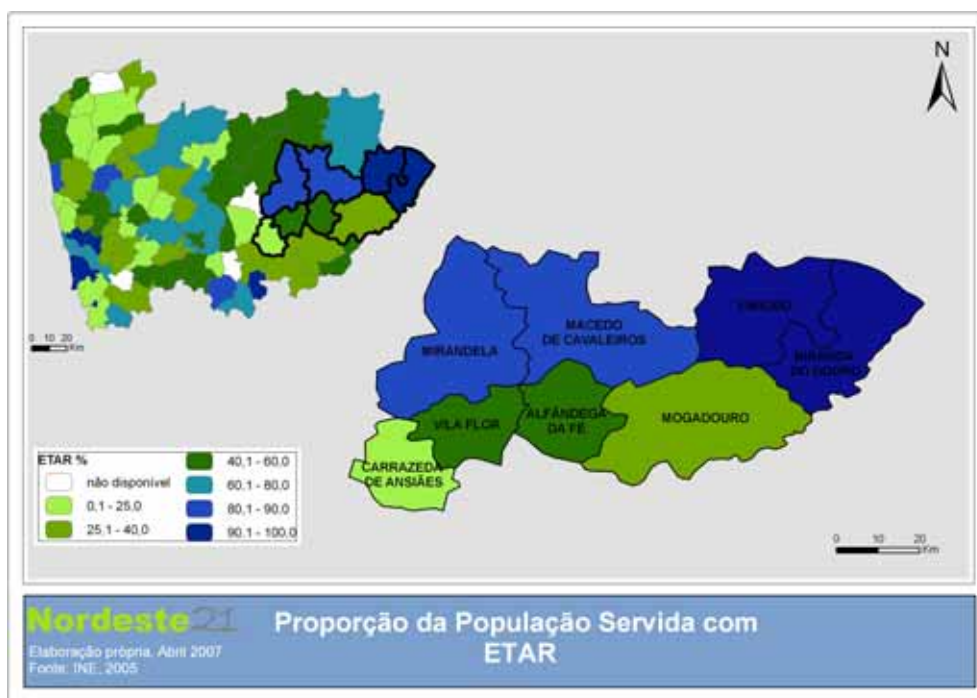 N
0 10 20
Km
VIMIOSO
MACEDO
DE CAVALEIROS
MIRANDELA
MIRANDA
DO DOURO
ALFÂNDEGA
DA FÉ
VILA FLOR
MOGADOURO
CARRAZEDA
DE ANSIÃES
ETAR %
não disponível
0,1 - 25,0
25,1 - 40,0
40,1 - 60,0
60,1 - 80,0
80,1 - 90,0
90,1 - 100,0
0 10 20
Km
Nordeste 21
Elaboração própria. Abril 2007
Fonte: INE, 2005
Proporção da População Servida com
ETAR